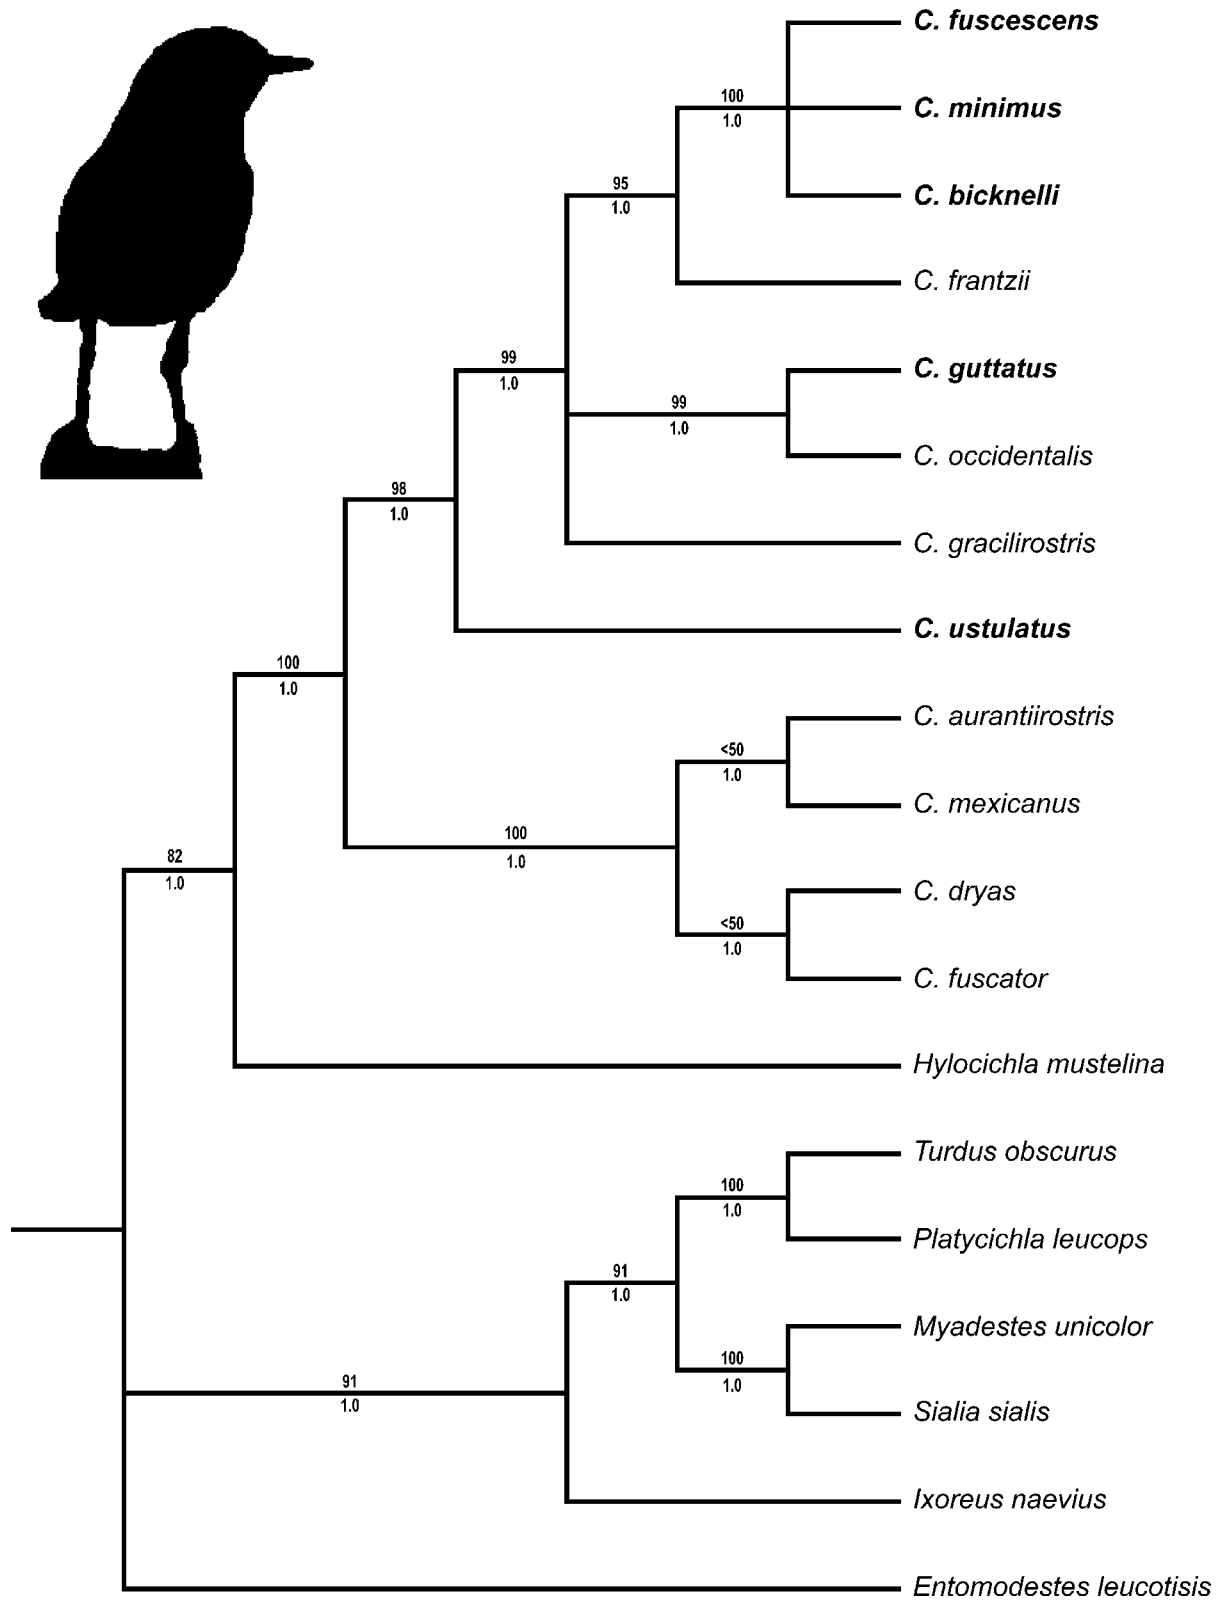 C. fuscescens
100
1.0
C. minimus
95
1.0
C. bicknelli
C. frantzii
99
1.0
C. guttatus
99
1.0
C. occidentalis
98
1.0
C. gracilirostris
C. ustulatus
100
1.0
C. aurantiirostris
<50
1.0
C. mexicanus
100
1.0
82
1.0
C. dryas
<50
1.0
C. fuscator
Hylocichla mustelina
Turdus obscurus
100
1.0
Platycichla leucops
91
1.0
Myadestes unicolor
100
1.0
91
1.0
Sialia sialis
Ixoreus naevius
Entomodestes leucotisis